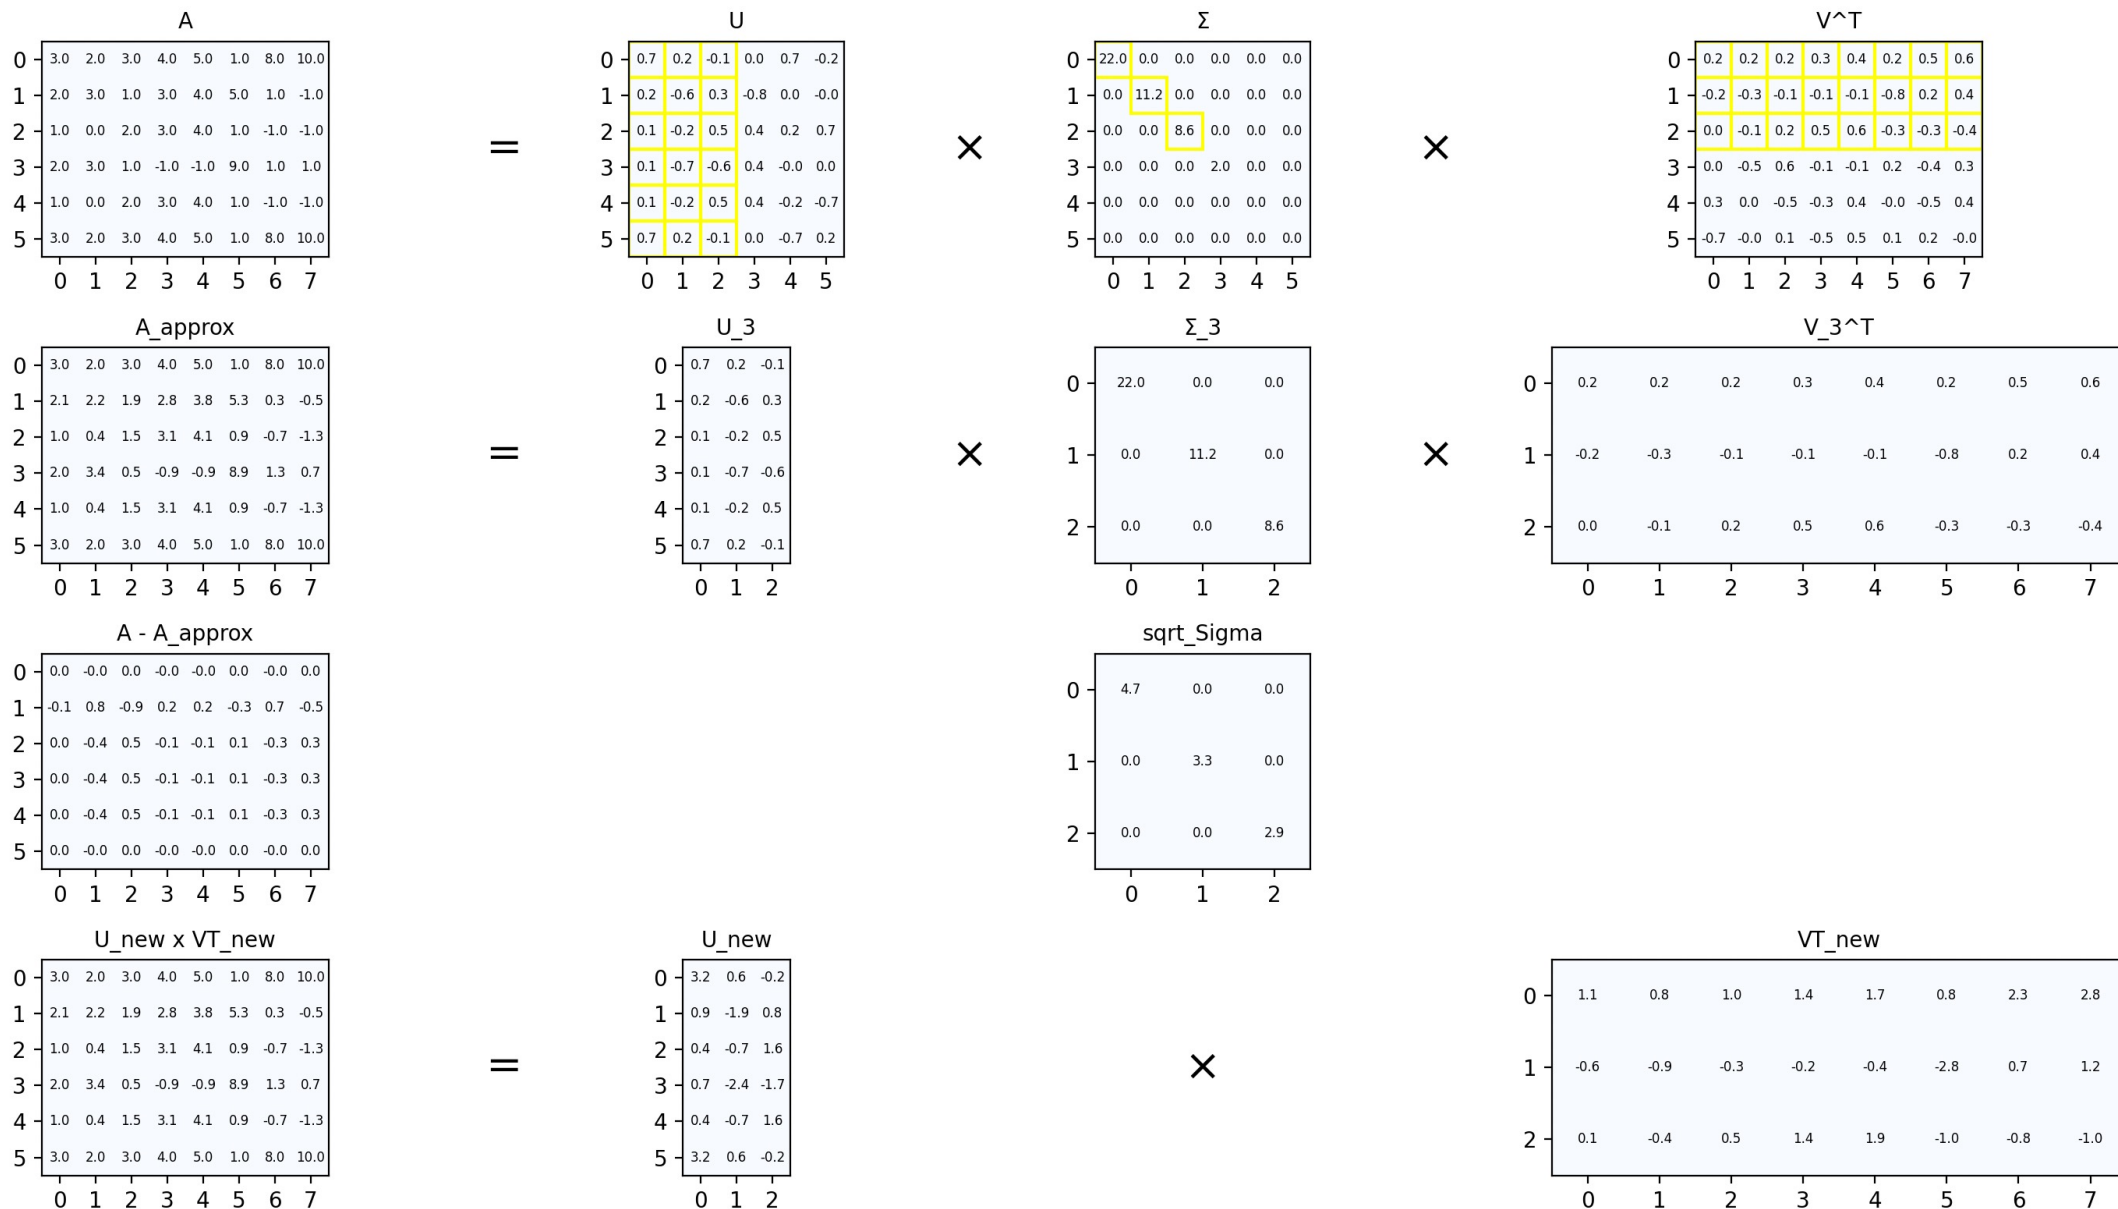 A U Σ V^T
0 3.0 2.0 3.0 4.0 5.0 1.0 8.0 10.0 0 0.7 0.2 -0.1 0.0 0.7 -0.2 0 22.0 0.0 0.0 0.0 0.0 0.0 0 0.2 0.2 0.2 0.3 0.4 0.2 0.5 0.6
1 2.0 3.0 1.0 3.0 4.0 5.0 1.0 -1.0 1 0.2 -0.6 0.3 -0.8 0.0 -0.0 1 0.0 11.2 0.0 0.0 0.0 0.0 1 -0.2 -0.3 -0.1 -0.1 -0.1 -0.8 0.2 0.4
2 1.0 0.0 2.0 3.0 4.0 1.0 -1.0 -1.0 2 0.1 -0.2 0.5 0.4 0.2 0.7 2 0.0 0.0 8.6 0.0 0.0 0.0 2 0.0 -0.1 0.2 0.5 0.6 -0.3 -0.3 -0.4
= × ×
3 2.0 3.0 1.0 -1.0 -1.0 9.0 1.0 1.0 3 0.1 -0.7 -0.6 0.4 -0.0 0.0 3 0.0 0.0 0.0 2.0 0.0 0.0 3 0.0 -0.5 0.6 -0.1 -0.1 0.2 -0.4 0.3
4 1.0 0.0 2.0 3.0 4.0 1.0 -1.0 -1.0 4 0.1 -0.2 0.5 0.4 -0.2 -0.7 4 0.0 0.0 0.0 0.0 0.0 0.0 4 0.3 0.0 -0.5 -0.3 0.4 -0.0 -0.5 0.4
5 3.0 2.0 3.0 4.0 5.0 1.0 8.0 10.0 5 0.7 0.2 -0.1 0.0 -0.7 0.2 5 0.0 0.0 0.0 0.0 0.0 0.0 5 -0.7 -0.0 0.1 -0.5 0.5 0.1 0.2 -0.0
0 1 2 3 4 5 6 7 0 1 2 3 4 5 0 1 2 3 4 5 0 1 2 3 4 5 6 7
A_approx U_3 Σ_3 V_3^T
0 3.0 2.0 3.0 4.0 5.0 1.0 8.0 10.0 0 0.7 0.2 -0.1
0 22.0 0.0 0.0 0 0.2 0.2 0.2 0.3 0.4 0.2 0.5 0.6
1 2.1 2.2 1.9 2.8 3.8 5.3 0.3 -0.5 1 0.2 -0.6 0.3
2 1.0 0.4 1.5 3.1 4.1 0.9 -0.7 -1.3 2 0.1 -0.2 0.5
= × 1 0.0 11.2 0.0 × 1 -0.2 -0.3 -0.1 -0.1 -0.1 -0.8 0.2 0.4
3 2.0 3.4 0.5 -0.9 -0.9 8.9 1.3 0.7 3 0.1 -0.7 -0.6
4 1.0 0.4 1.5 3.1 4.1 0.9 -0.7 -1.3 4 0.1 -0.2 0.5
2 0.0 0.0 8.6 2 0.0 -0.1 0.2 0.5 0.6 -0.3 -0.3 -0.4
5 3.0 2.0 3.0 4.0 5.0 1.0 8.0 10.0 5 0.7 0.2 -0.1
0 1 2 3 4 5 6 7 0 1 2 0 1 2 0 1 2 3 4 5 6 7
A - A_approx sqrt_Sigma
0 0.0 -0.0 0.0 -0.0 -0.0 0.0 -0.0 0.0
0 4.7 0.0 0.0
1 -0.1 0.8 -0.9 0.2 0.2 -0.3 0.7 -0.5
2 0.0 -0.4 0.5 -0.1 -0.1 0.1 -0.3 0.3
1 0.0 3.3 0.0
3 0.0 -0.4 0.5 -0.1 -0.1 0.1 -0.3 0.3
4 0.0 -0.4 0.5 -0.1 -0.1 0.1 -0.3 0.3
2 0.0 0.0 2.9
5 0.0 -0.0 0.0 -0.0 -0.0 0.0 -0.0 0.0
0 1 2 3 4 5 6 7 0 1 2
U_new x VT_new U_new VT_new
0 3.0 2.0 3.0 4.0 5.0 1.0 8.0 10.0 0 3.2 0.6 -0.2
0 1.1 0.8 1.0 1.4 1.7 0.8 2.3 2.8
1 2.1 2.2 1.9 2.8 3.8 5.3 0.3 -0.5 1 0.9 -1.9 0.8
2 1.0 0.4 1.5 3.1 4.1 0.9 -0.7 -1.3 2 0.4 -0.7 1.6
= × 1 -0.6 -0.9 -0.3 -0.2 -0.4 -2.8 0.7 1.2
3 2.0 3.4 0.5 -0.9 -0.9 8.9 1.3 0.7 3 0.7 -2.4 -1.7
4 1.0 0.4 1.5 3.1 4.1 0.9 -0.7 -1.3 4 0.4 -0.7 1.6
2 0.1 -0.4 0.5 1.4 1.9 -1.0 -0.8 -1.0
5 3.0 2.0 3.0 4.0 5.0 1.0 8.0 10.0 5 3.2 0.6 -0.2
0 1 2 3 4 5 6 7 0 1 2 0 1 2 3 4 5 6 7